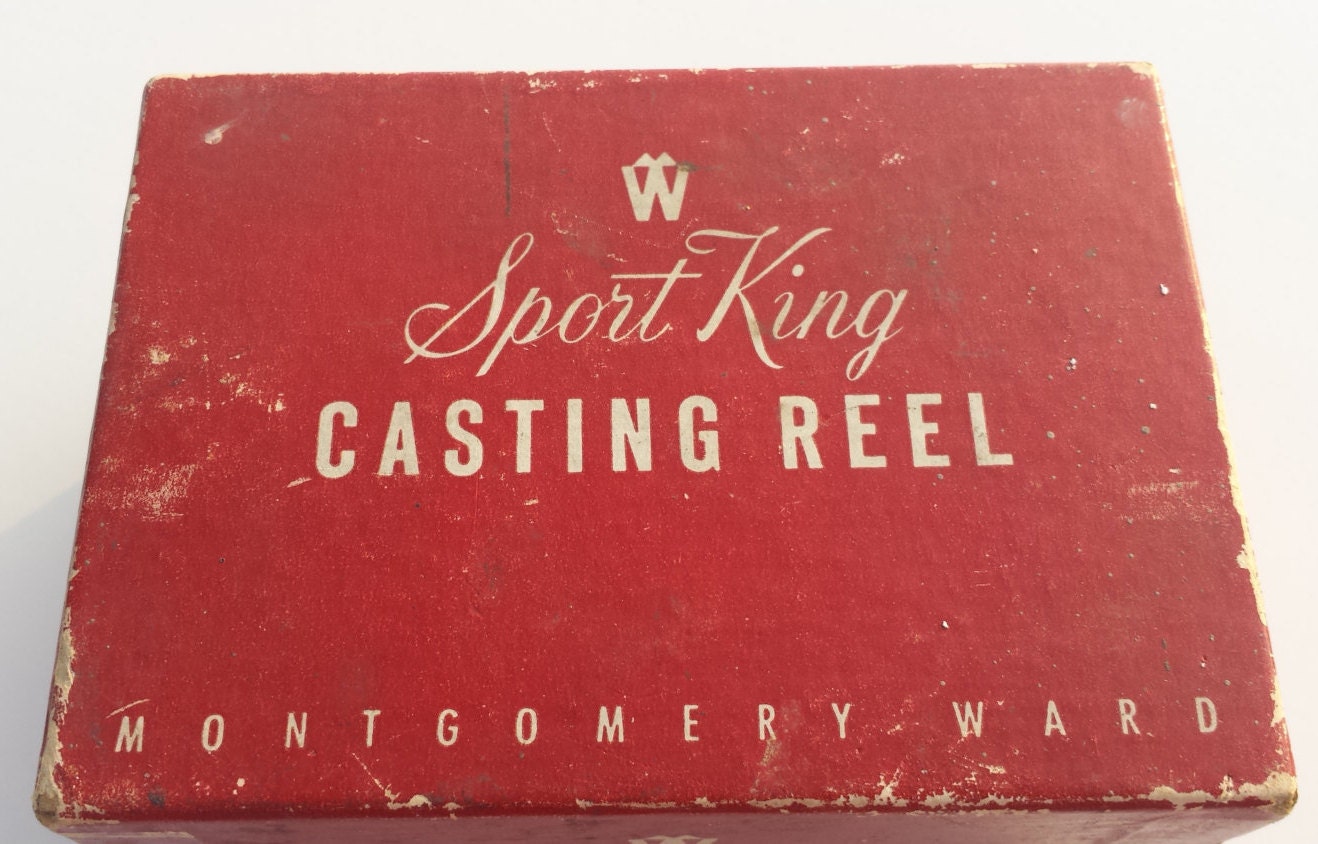 W
Sport King
CASTING REEL
MONTGOMERY WARD